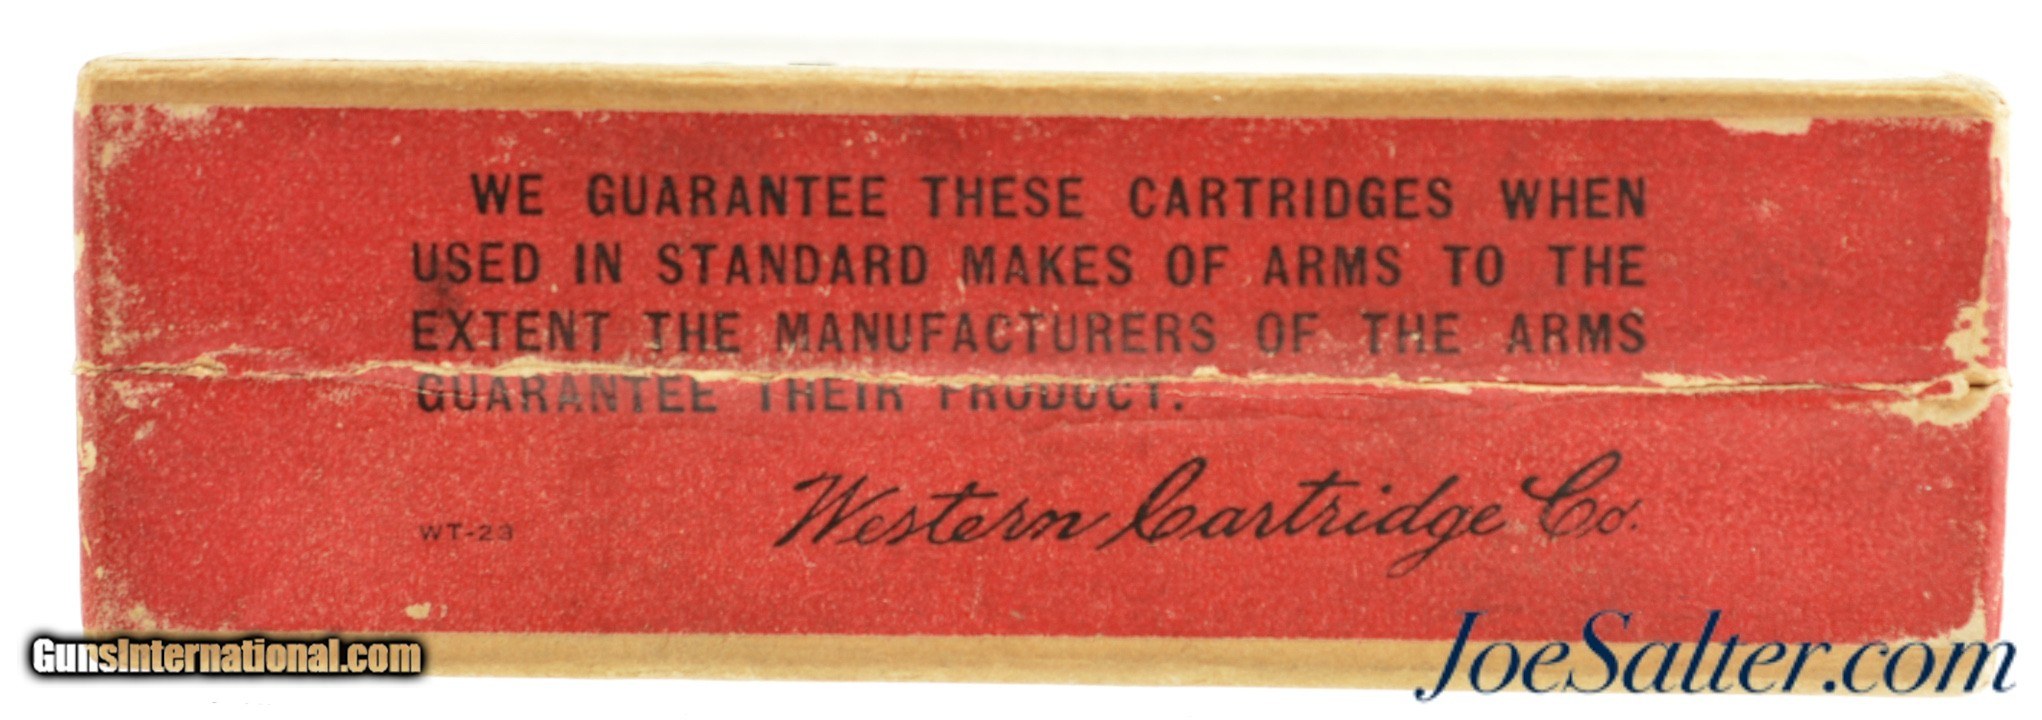 WE GUARANTEE THESE CARTRIDGES WHEN
USED IN STANDARD MAKES OF ARMS TO THE
EXTENT THE MANUFACTURERS OF THE ARMS
GUARANTEE THEIR PRODUCT.
Western Cartridge Co.
WT-23
GunsInternational.com
JoeSalter.com